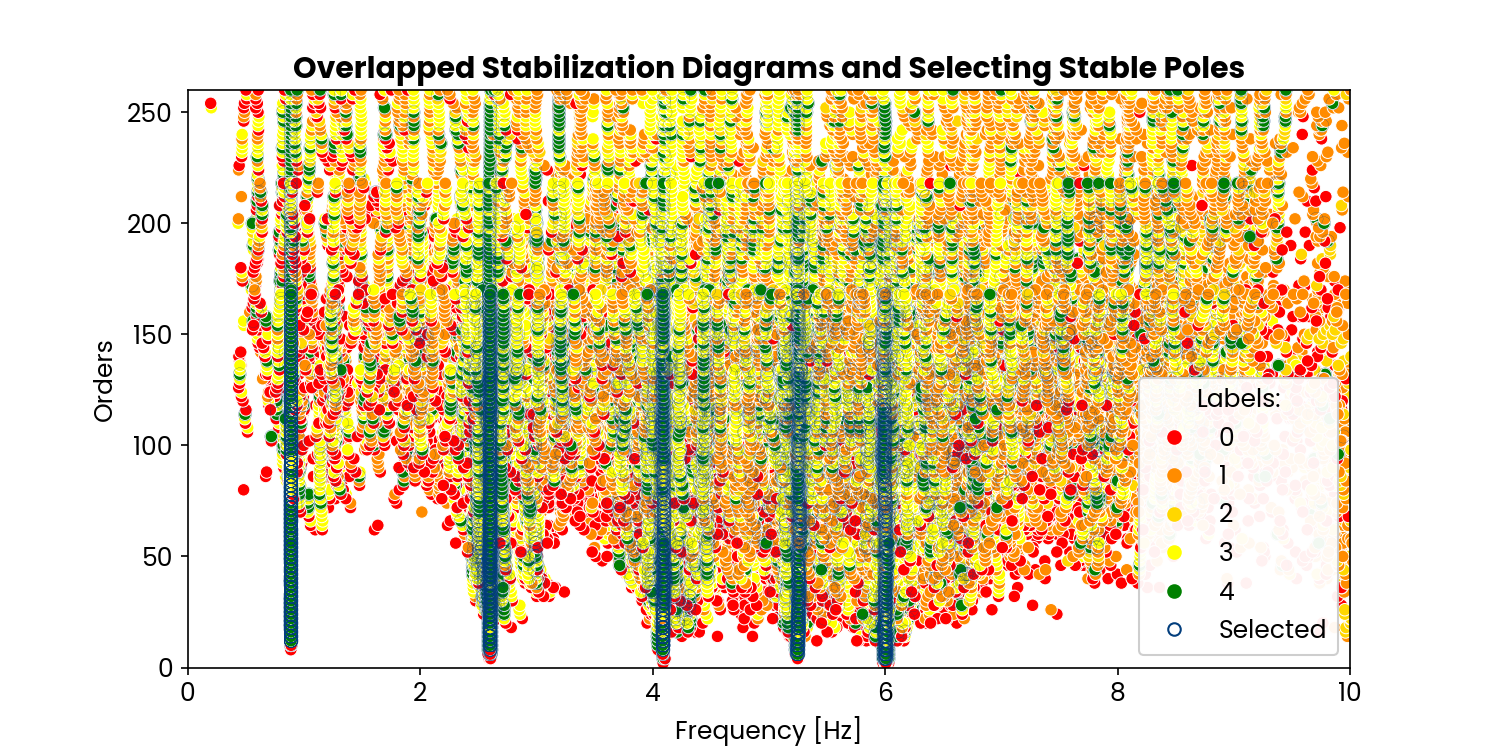 Overlapped Stabilization Diagrams and Selecting Stable Poles
250
200
150
100
50
0
Orders
0 2 4 6 8 10
Frequency [Hz]
Labels:
0
1
2
3
4
Selected